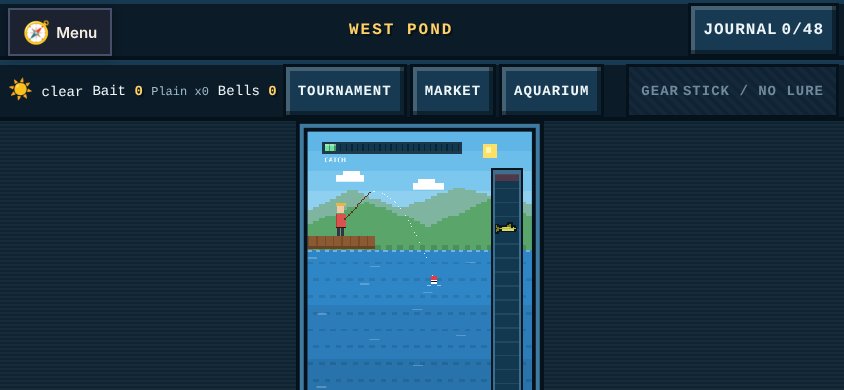 Menu
WEST POND
JOURNAL 0/48
clear Bait 0 Plain x0 Bells 0
TOURNAMENT
MARKET
AQUARIUM
GEAR STICK / NO LURE
CATCH